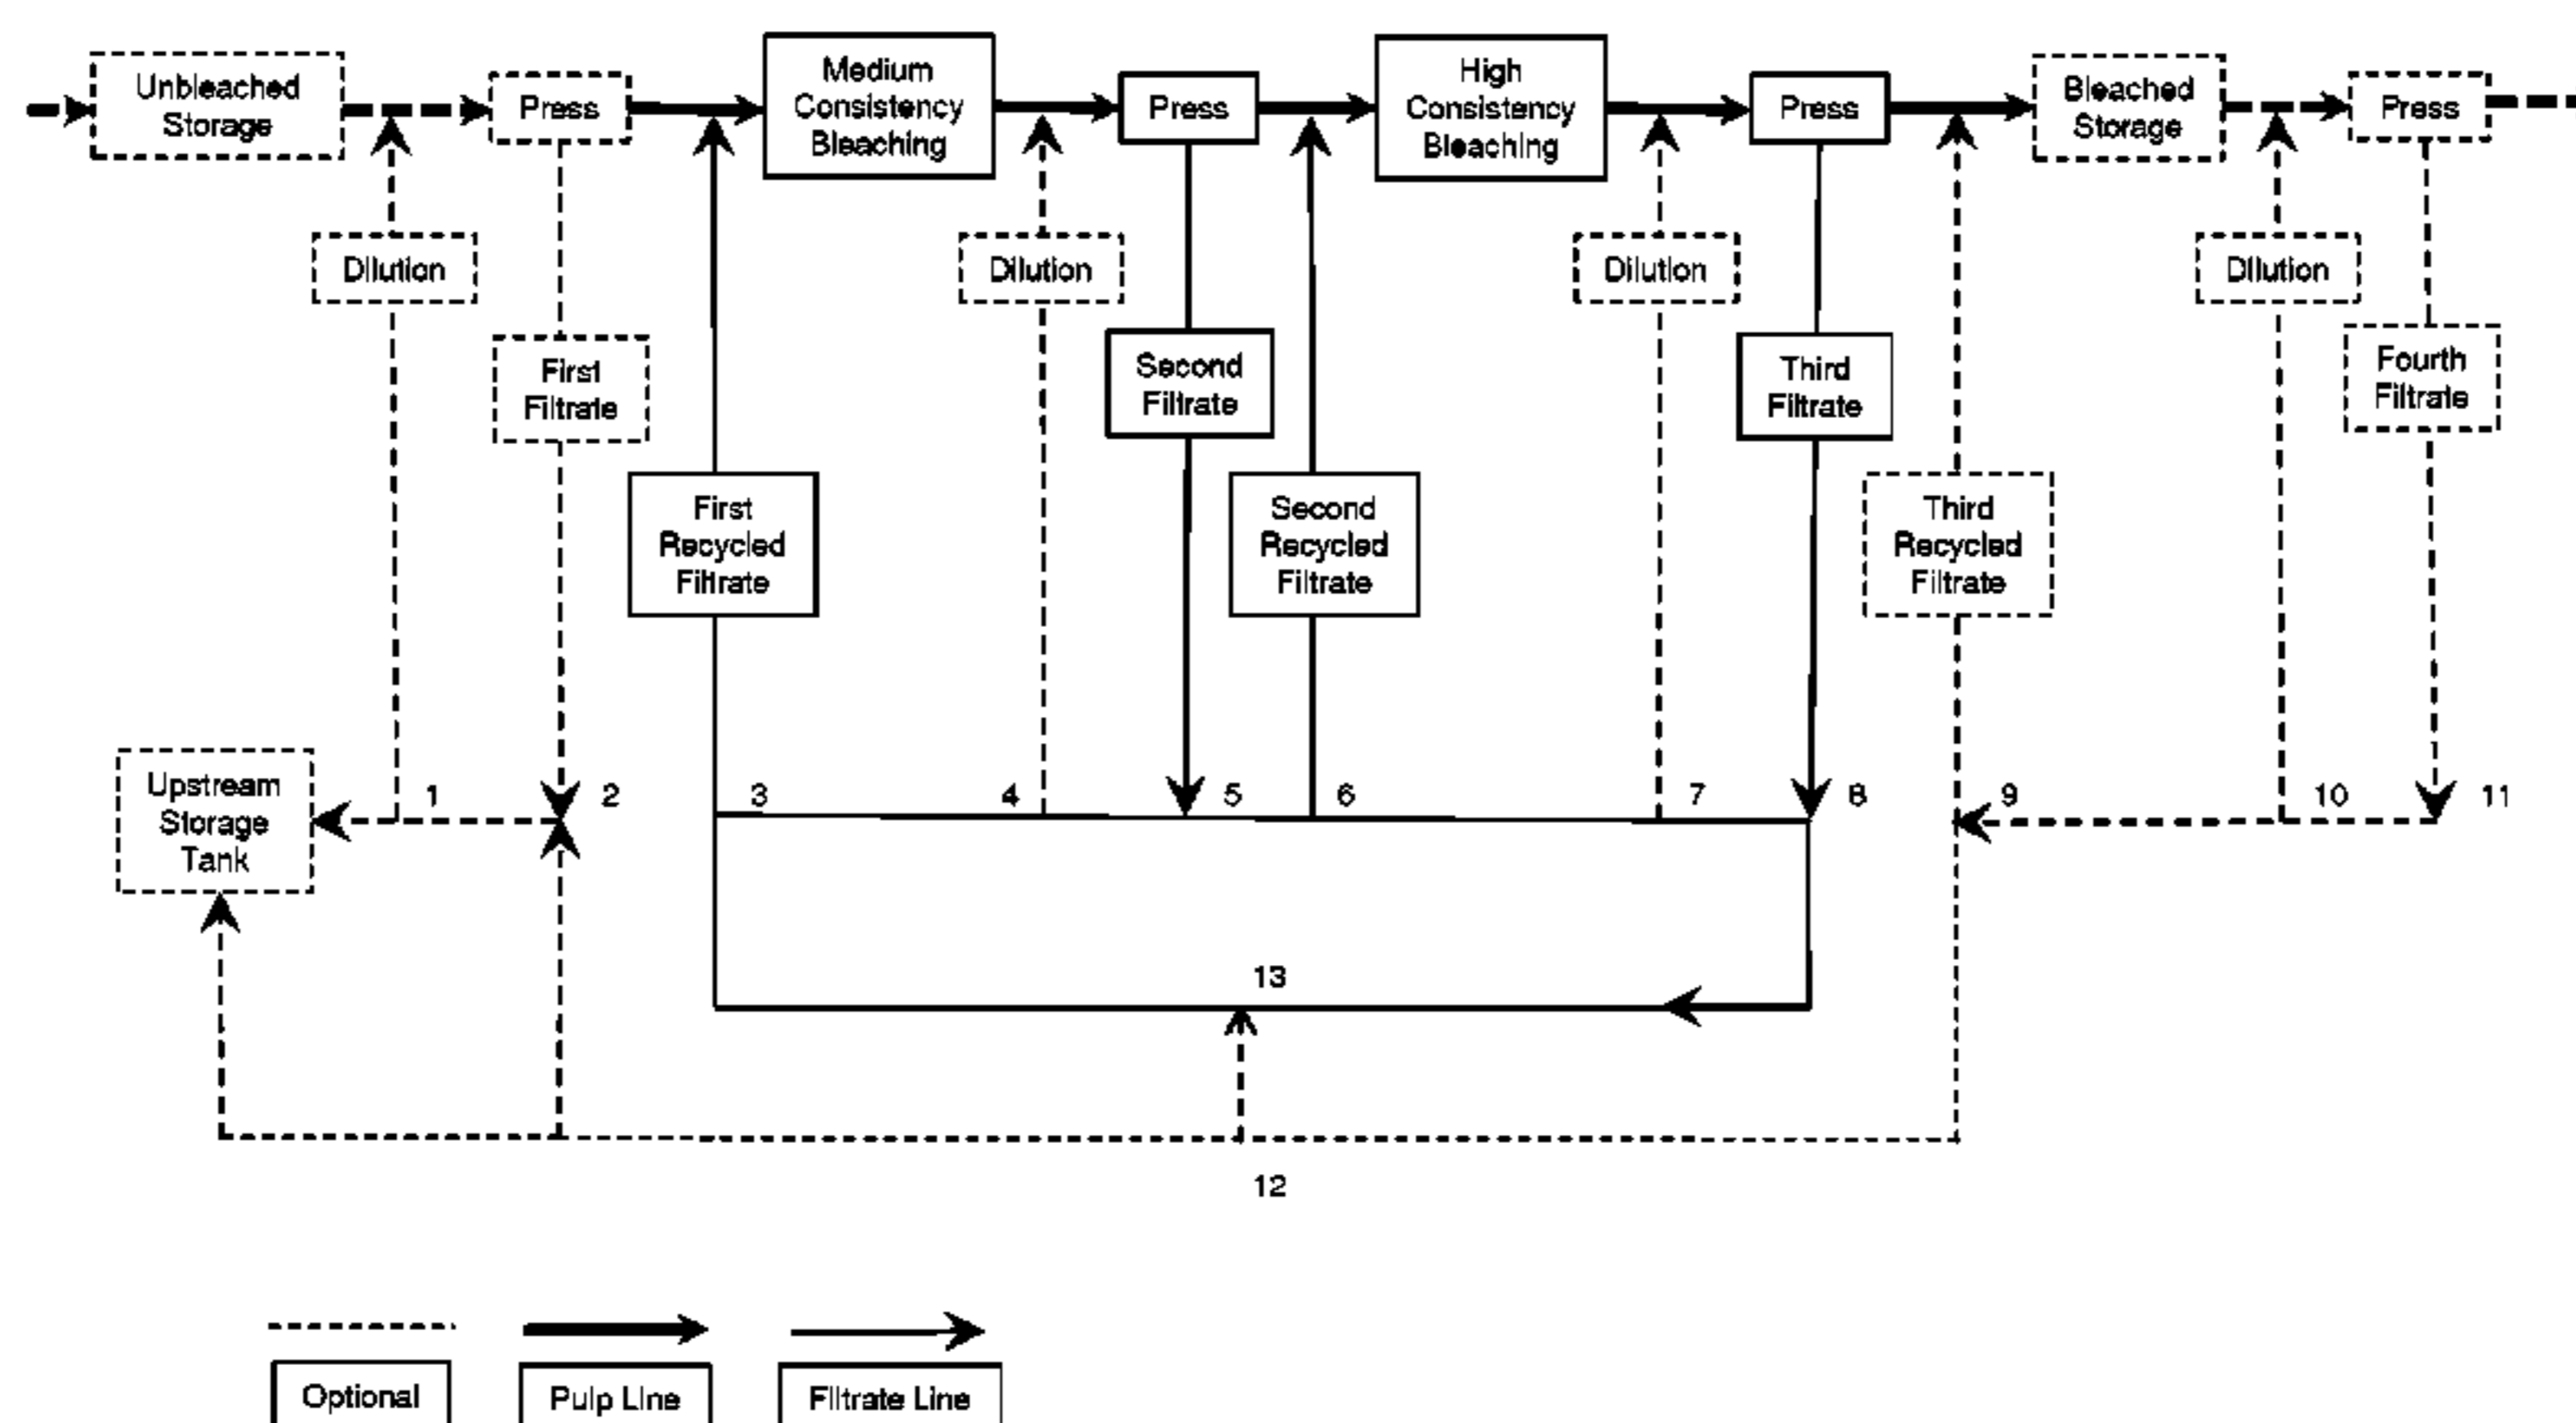 Unbleached
Storage
Press
Medium
Consistency
Bleaching
Press
High
Consistency
Bleaching
Press
Bleached
Storage
Press
Dilution
Dilution
Dilution
Dilution
First
Filtrate
Second
Filtrate
Third
Filtrate
Fourth
Filtrate
First
Recycled
Filtrate
Second
Recycled
Filtrate
Third
Recycled
Filtrate
Upstream
Storage
Tank
1
2
3
4
5
6
7
8
9
10
11
13
12
Optional
Pulp Line
Filtrate Line